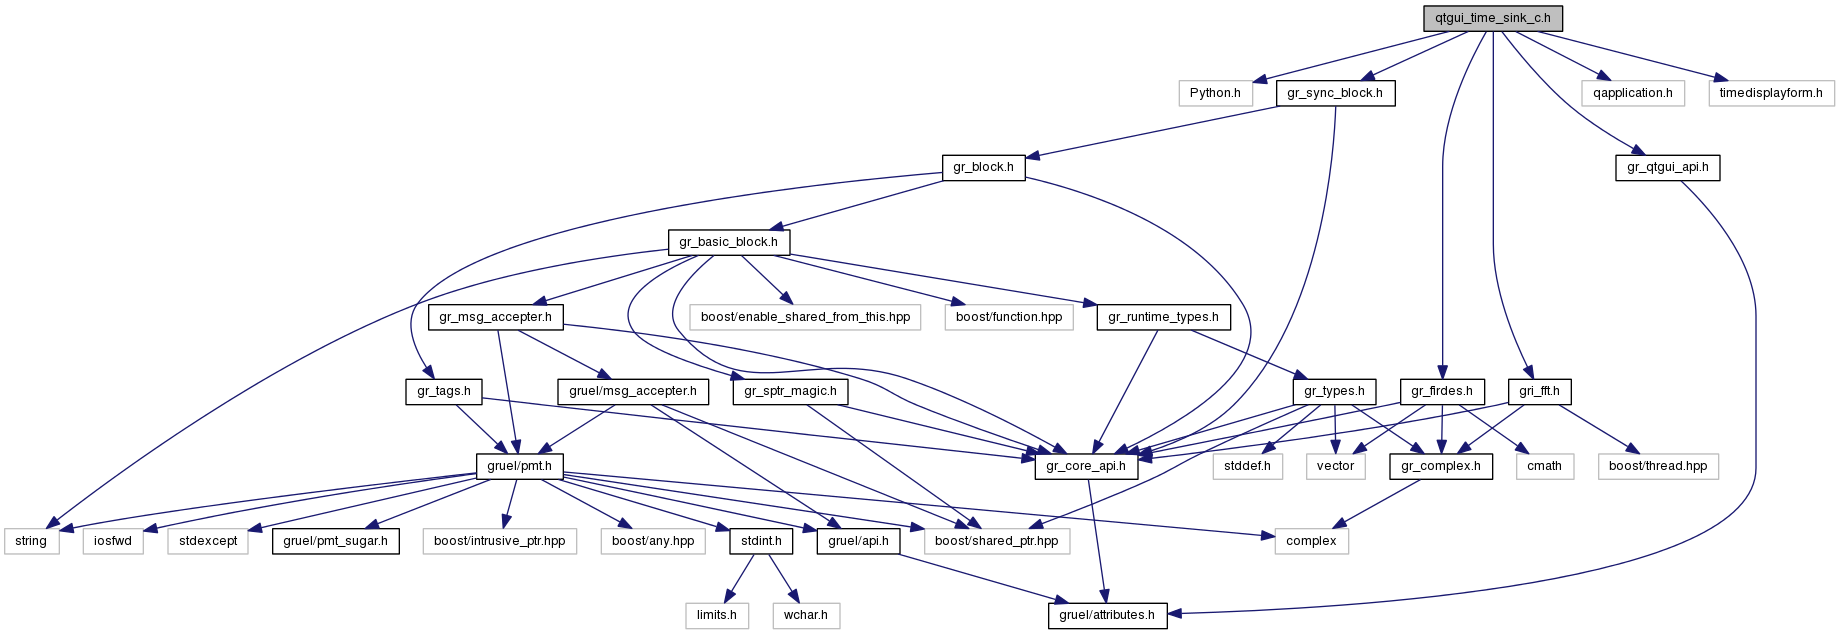 qtgui_time_sink_c.h
Python.h
gr_sync_block.h
qapplication.h
timedisplayform.h
gr_block.h
gr_qtgui_api.h
gr_basic_block.h
gr_msg_accepter.h
boost/enable_shared_from_this.hpp
boost/function.hpp
gr_runtime_types.h
gr_tags.h
gruel/msg_accepter.h
gr_sptr_magic.h
gr_types.h
gr_firdes.h
gri_fft.h
gruel/pmt.h
gr_core_api.h
stddef.h
vector
gr_complex.h
cmath
boost/thread.hpp
string
iosfwd
stdexcept
gruel/pmt_sugar.h
boost/intrusive_ptr.hpp
boost/any.hpp
stdint.h
gruel/api.h
boost/shared_ptr.hpp
complex
limits.h
wchar.h
gruel/attributes.h